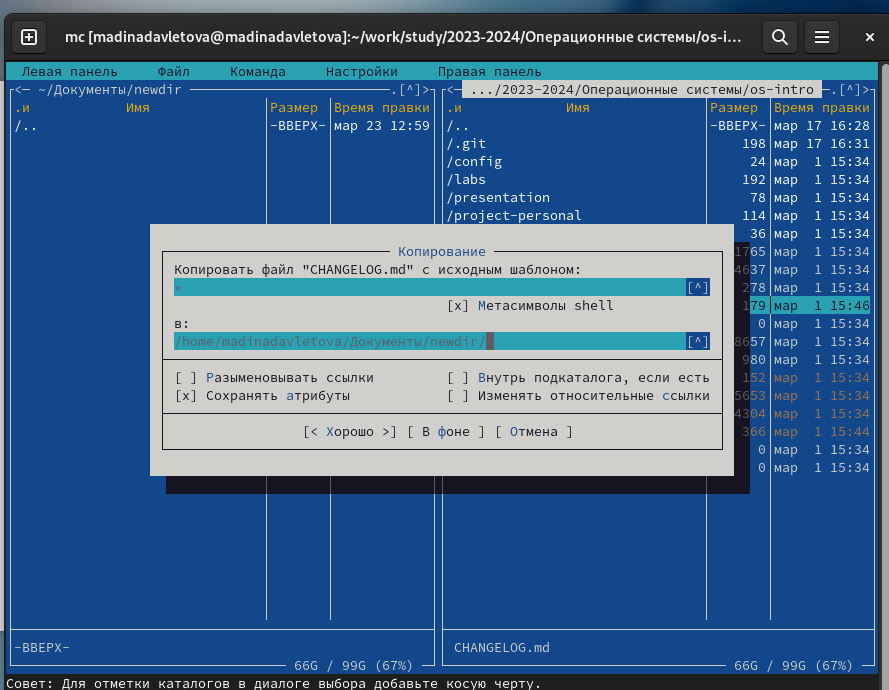 mc [madinadavletova@madinadavletova]:~/work/study/2023-2024/Операционные системы/os-i...
Левая панель Файл Команда Настройки Правая панель
<─ ~/Документы/newdir .[^]> <─ .../2023-2024/Операционные системы/os-intro .[^]>
.и Имя Размер Время правки .и Имя Размер Время правки
/.. -ВВЕРХ- мар 23 12:59 /.. -ВВЕРХ- мар 17 16:28
/.git 198 мар 17 16:31
/config 24 мар 1 15:34
/labs 192 мар 1 15:34
/presentation 78 мар 1 15:34
/project-personal 114 мар 1 15:34
36 мар 1 15:34
Копирование 1765 мар 1 15:34
Копировать файл "CHANGELOG.md" с исходным шаблоном: 4637 мар 1 15:34
* [^] 278 мар 1 15:34
[x] Метасимволы shell 179 мар 1 15:46
в: 0 мар 1 15:34
/home/madinadavletova/Документы/newdir/ [^] 8657 мар 1 15:34
980 мар 1 15:34
[ ] Разыменовывать ссылки [ ] Внутрь подкаталога, если есть 152 мар 1 15:34
[x] Сохранять атрибуты [ ] Изменять относительные ссылки 5653 мар 1 15:34
4304 мар 1 15:34
[< Хорошо >] [ В фоне ] [ Отмена ] 366 мар 1 15:44
0 мар 1 15:34
0 мар 1 15:34
-ВВЕРХ- CHANGELOG.md
66G / 99G (67%) 66G / 99G (67%)
Совет: Для отметки каталогов в диалоге выбора добавьте косую черту.